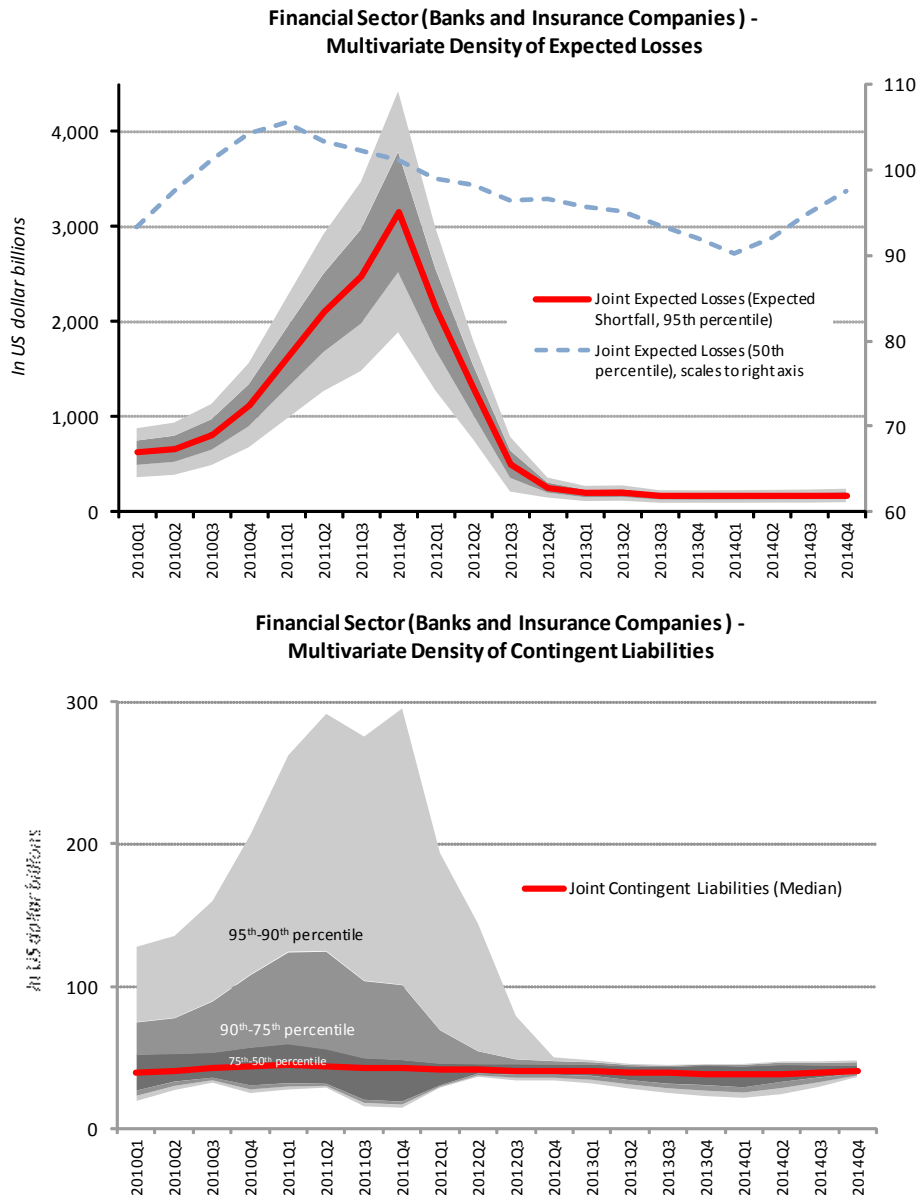 Financial Sector (Banks and Insurance Companies ) -
Multivariate Density of Expected Losses
In US dollar billions
4,000
3,000
2,000
1,000
0
110
100
90
80
70
60
Joint Expected Losses (Expected
Shortfall, 95th percentile)
Joint Expected Losses (50th
percentile), scales to right axis
2010Q1
2010Q2
2010Q3
2010Q4
2011Q1
2011Q2
2011Q3
2011Q4
2012Q1
2012Q2
2012Q3
2012Q4
2013Q1
2013Q2
2013Q3
2013Q4
2014Q1
2014Q2
2014Q3
2014Q4
Financial Sector (Banks and Insurance Companies ) -
Multivariate Density of Contingent Liabilities
In US dollar billions
300
200
100
0
Joint Contingent Liabilities (Median)
95th-90th percentile
90th-75th percentile
75th-50th percentile
2010Q1
2010Q2
2010Q3
2010Q4
2011Q1
2011Q2
2011Q3
2011Q4
2012Q1
2012Q2
2012Q3
2012Q4
2013Q1
2013Q2
2013Q3
2013Q4
2014Q1
2014Q2
2014Q3
2014Q4